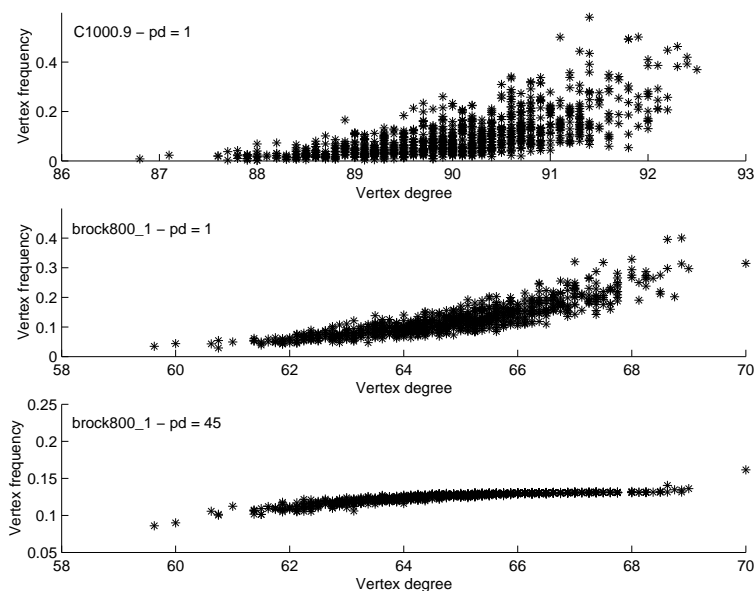 C1000.9 – pd = 1
Vertex frequency
0.4
0.2
0
86 87 88 89 90 91 92 93
Vertex degree
brock800_1 – pd = 1
Vertex frequency
0.4
0.3
0.2
0.1
0
58 60 62 64 66 68 70
Vertex degree
brock800_1 – pd = 45
Vertex frequency
0.25
0.2
0.15
0.1
0.05
58 60 62 64 66 68 70
Vertex degree